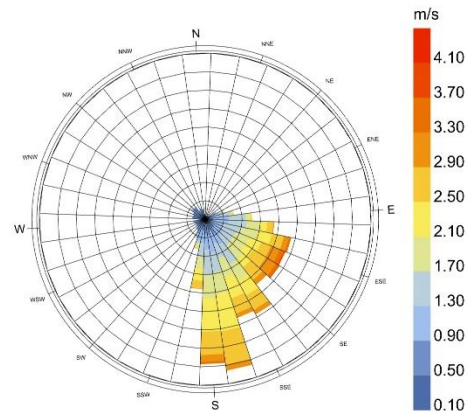 m/s
N
NNW
NNE
NW
NE
WNW
ENE
W
E
WSW
ESE
SW
SE
SSW
SSE
S
4.10
3.70
3.30
2.90
2.50
2.10
1.70
1.30
0.90
0.50
0.10